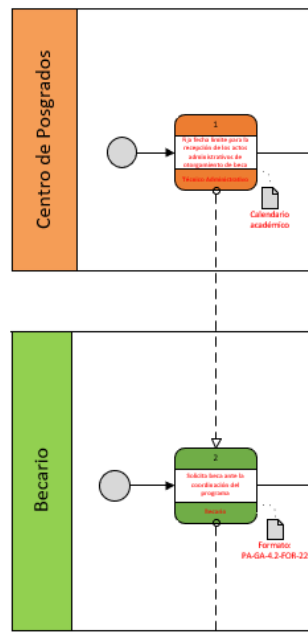 Centro de Posgrados
1
Fija fecha límite para la
recepción de los actos
administrativos de
otorgamiento de beca
Técnico Administrativo
Calendario
académico
Becario
2
Solicita beca ante la
coordinación del
programa
Becario
Formato:
PA-GA-4.2-FOR-22